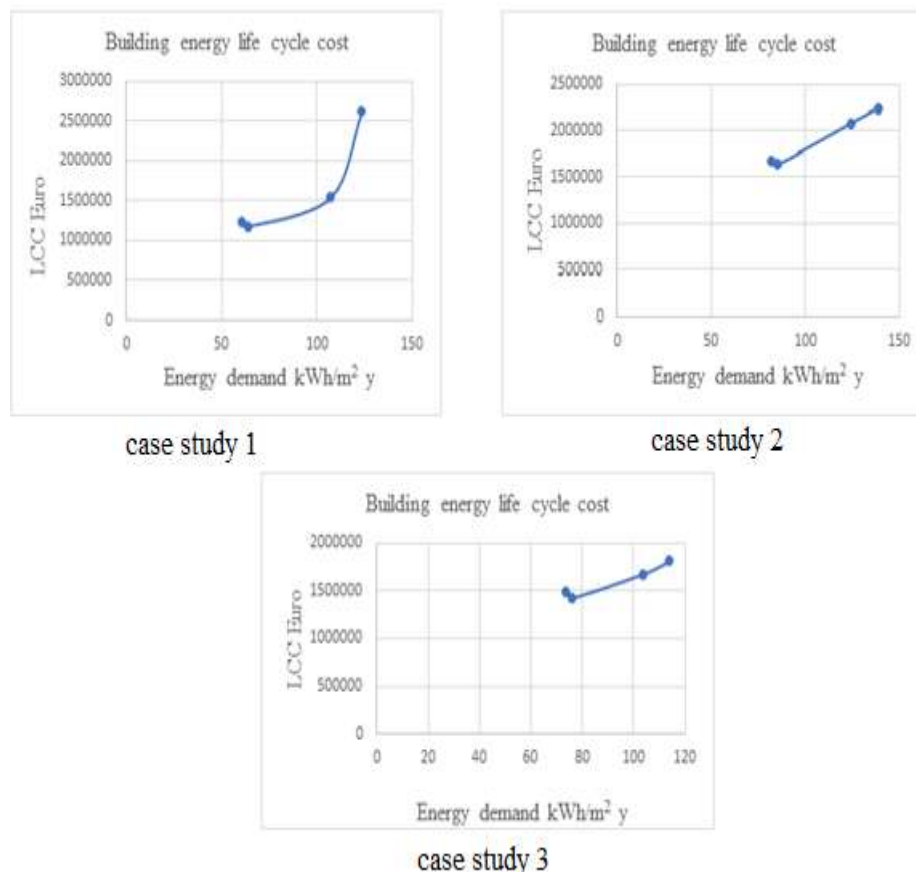 Building energy life cycle cost
3000000
2500000
2000000
1500000
1000000
500000
0
0 50 100 150
LCC Euro
Energy demand kWh/m² y
case study 1
Building energy life cycle cost
2500000
2000000
1500000
1000000
500000
0
0 50 100 150
LCC Euro
Energy demand kWh/m² y
case study 2
Building energy life cycle cost
2000000
1500000
1000000
500000
0
0 20 40 60 80 100 120
LCC Euro
Energy demand kWh/m² y
case study 3